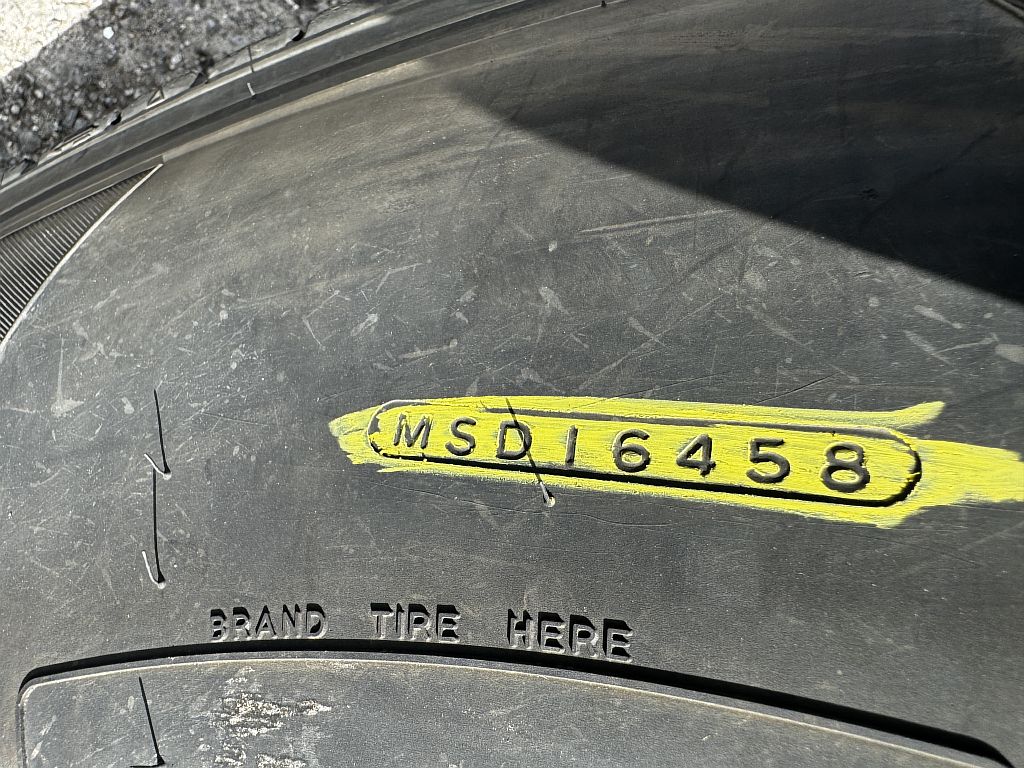 MSD16458
BRAND TIRE HERE